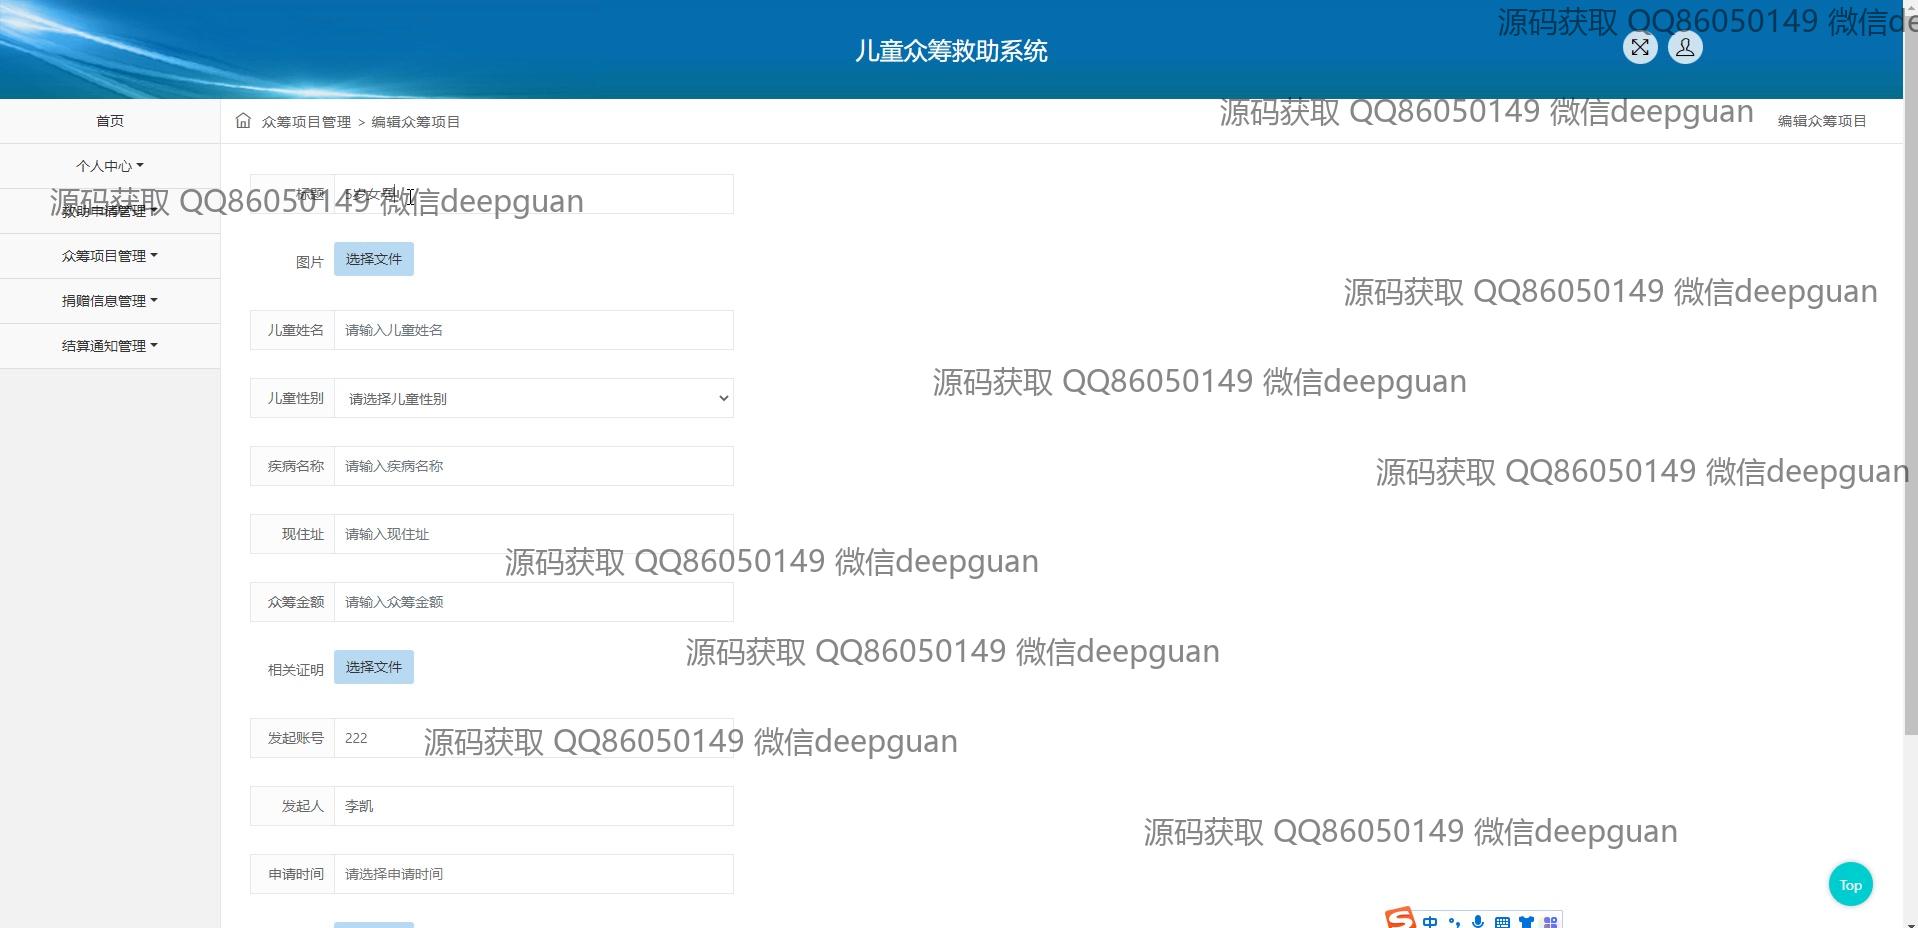 源码获取 QQ86050149 微信de
儿童众筹救助系统
源码获取 QQ86050149 微信deepguan
首页
众筹项目管理 > 编辑众筹项目
编辑众筹项目
个人中心
标题 5岁女
源码获取 QQ86050149 微信deepguan
救助申请管理
众筹项目管理
图片 选择文件
捐赠信息管理
源码获取 QQ86050149 微信deepguan
儿童姓名 请输入儿童姓名
结算通知管理
源码获取 QQ86050149 微信deepguan
儿童性别 请选择儿童性别
疾病名称 请输入疾病名称
源码获取 QQ86050149 微信deepguan
现住址 请输入现住址
源码获取 QQ86050149 微信deepguan
众筹金额 请输入众筹金额
源码获取 QQ86050149 微信deepguan
相关证明 选择文件
发起账号 222
源码获取 QQ86050149 微信deepguan
发起人 李凯
源码获取 QQ86050149 微信deepguan
申请时间 请选择申请时间
Top
中